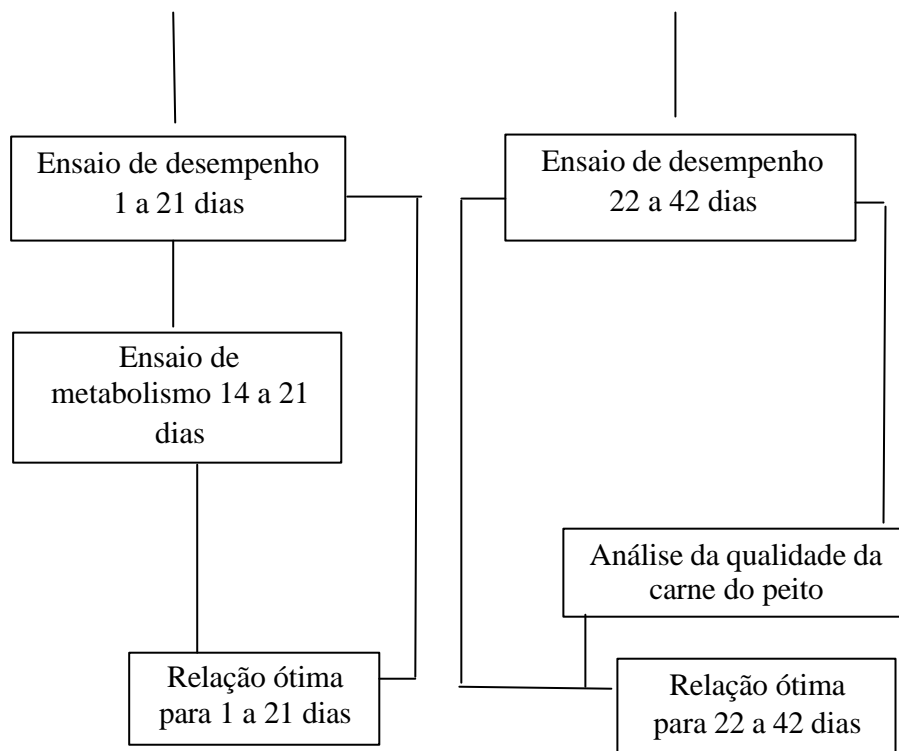 Ensaio de desempenho
1 a 21 dias
Ensaio de desempenho
22 a 42 dias
Ensaio de
metabolismo 14 a 21
dias
Análise da qualidade da
carne do peito
Relação ótima
para 1 a 21 dias
Relação ótima
para 22 a 42 dias